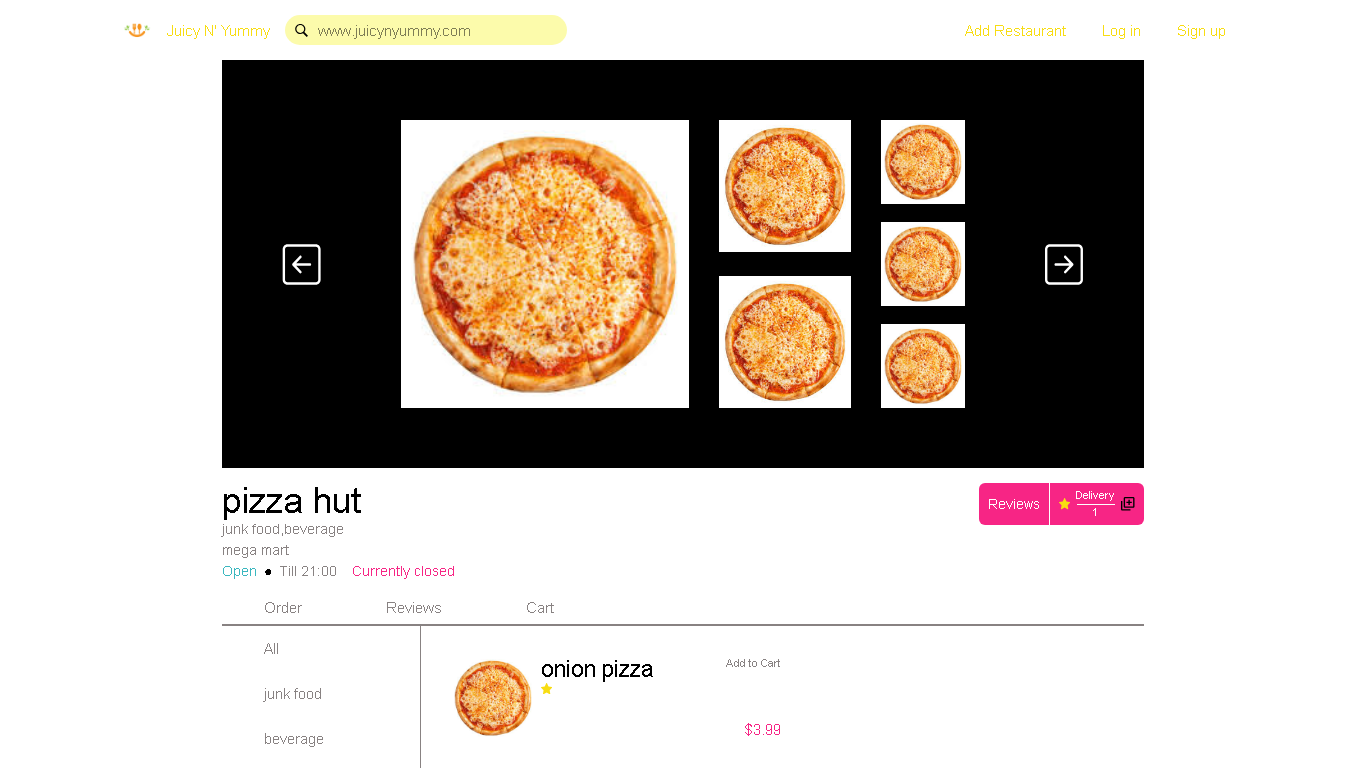 Juicy N' Yummy
www.juicynyummy.com
Add Restaurant
Log in
Sign up
pizza hut
junk food,beverage
mega mart
Open • Till 21:00 Currently closed
Reviews
Delivery
1
Order
Reviews
Cart
All
junk food
beverage
onion pizza
Add to Cart
$3.99